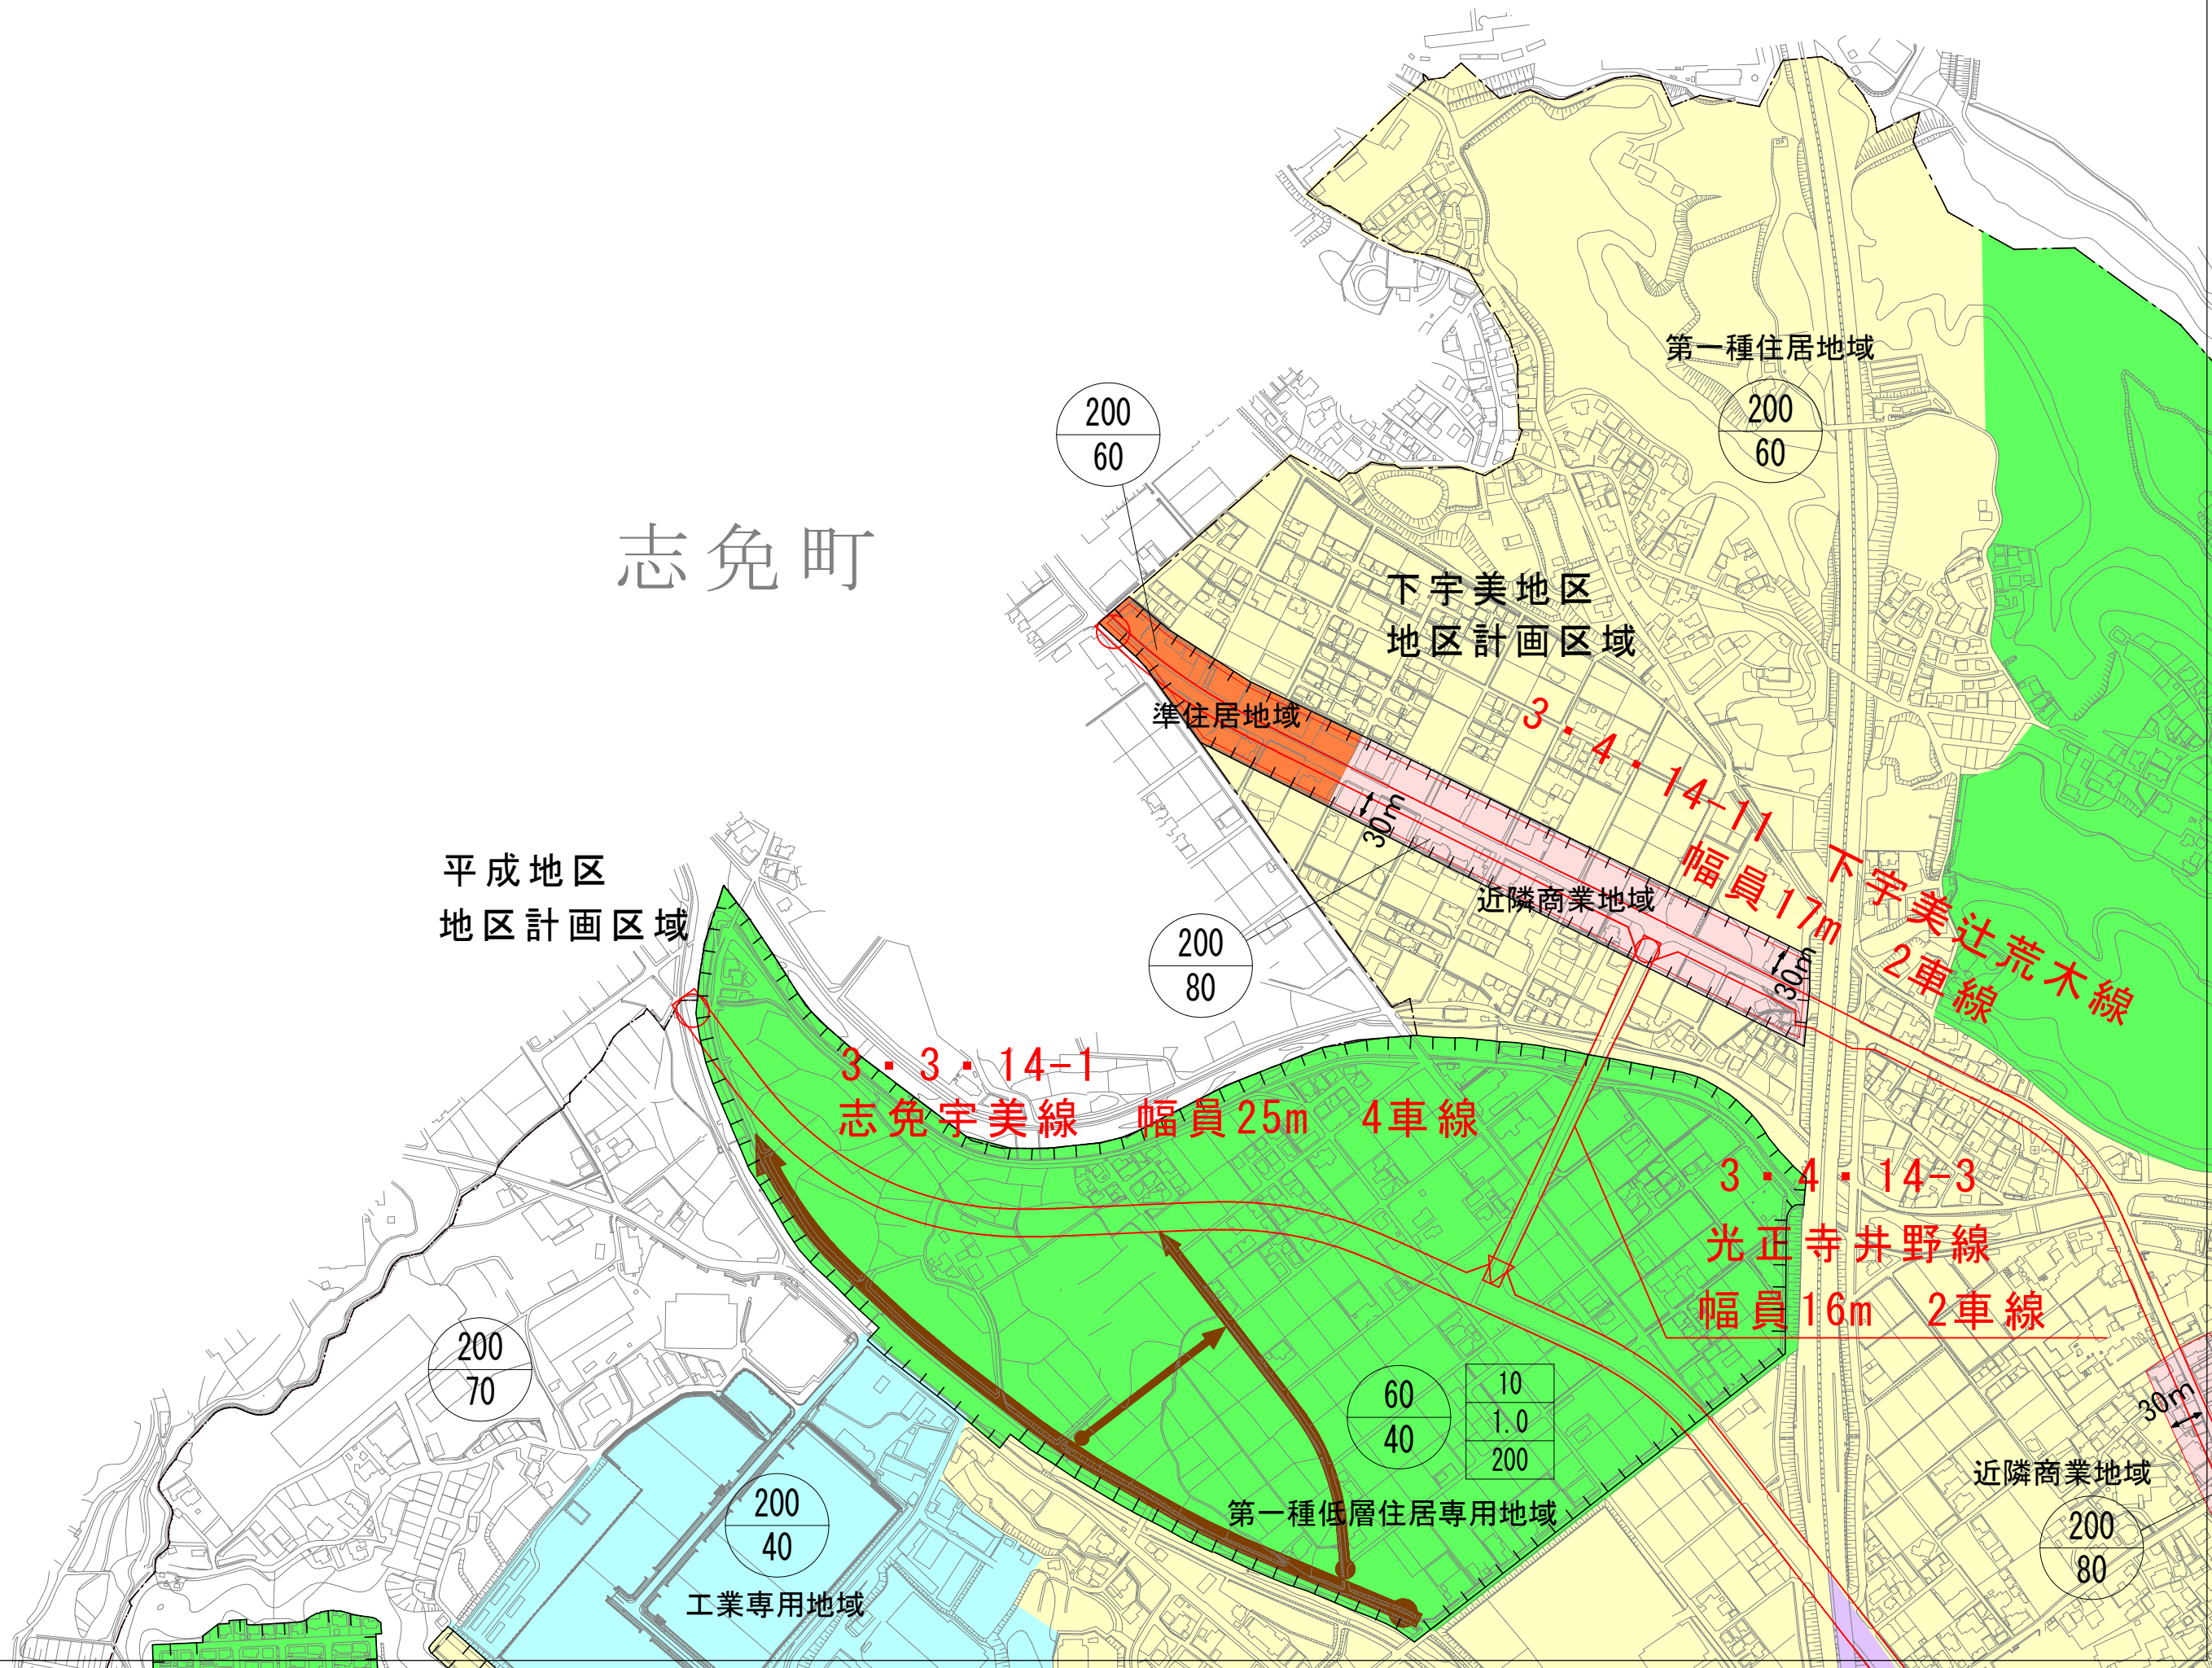 第一種住居地域
200
60
200
60
志免町
下宇美地区
地区計画区域
準住居地域
3・4・14-11 下宇美辻荒木線
幅員17m 2車線
30m
近隣商業地域
30m
200
80
平成地区
地区計画区域
3・3・14-1
志免宇美線 幅員25m 4車線
3・4・14-3
光正寺井野線
幅員16m 2車線
200
70
60
40
10
1.0
200
第一種低層住居専用地域
30m
近隣商業地域
200
80
200
40
工業専用地域